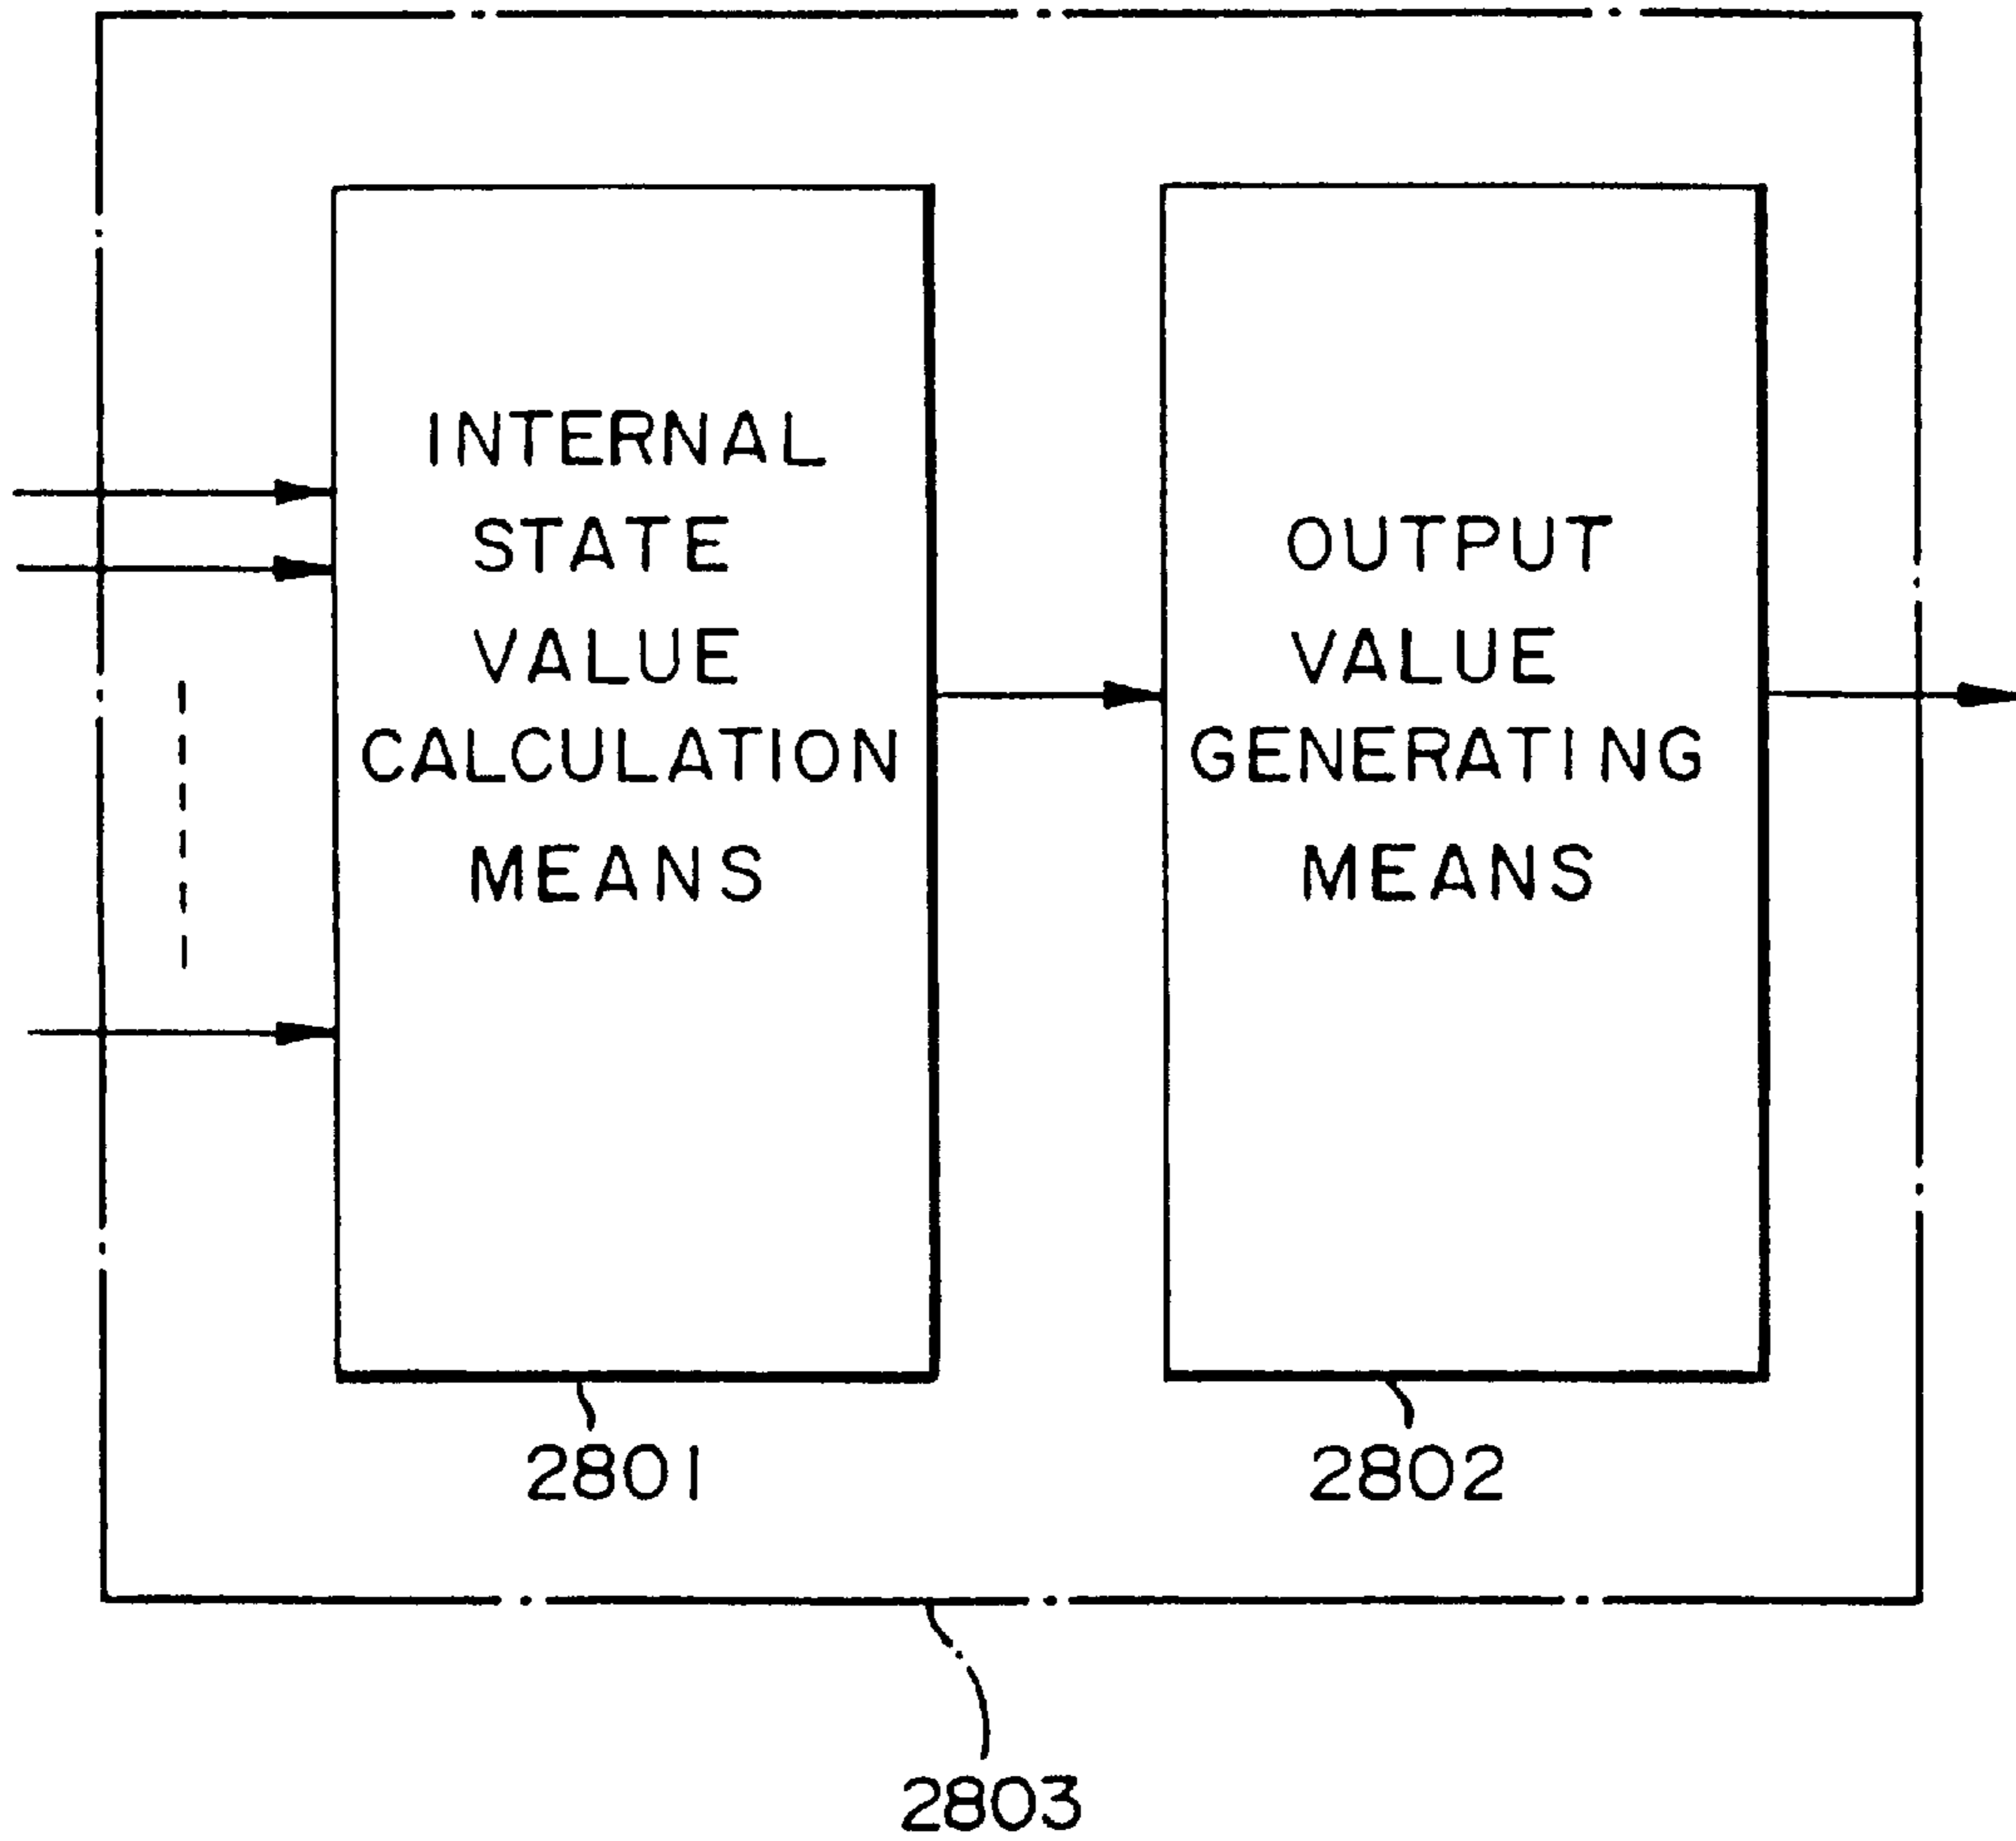 INTERNAL
STATE
VALUE
CALCULATION
MEANS
OUTPUT
VALUE
GENERATING
MEANS
2801
2802
2803